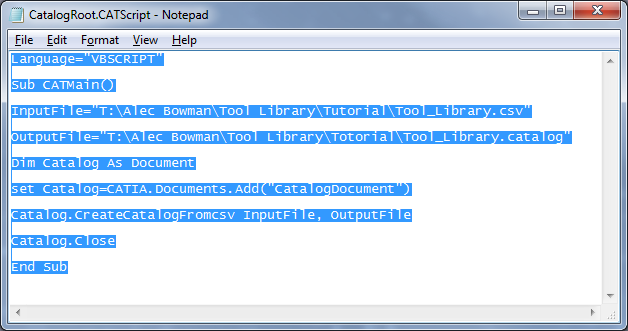 CatalogRoot.CATScript - Notepad
File Edit Format View Help
Language="VBSCRIPT"
Sub CATMain()
InputFile="T:\Alec Bowman\Tool Library\Tutorial\Tool_Library.csv"
OutputFile="T:\Alec Bowman\Tool Library\Totorial\Tool_Library.catalog"
Dim Catalog As Document
set Catalog=CATIA.Documents.Add("CatalogDocument")
Catalog.CreateCatalogFromcsv InputFile, OutputFile
Catalog.Close
End Sub